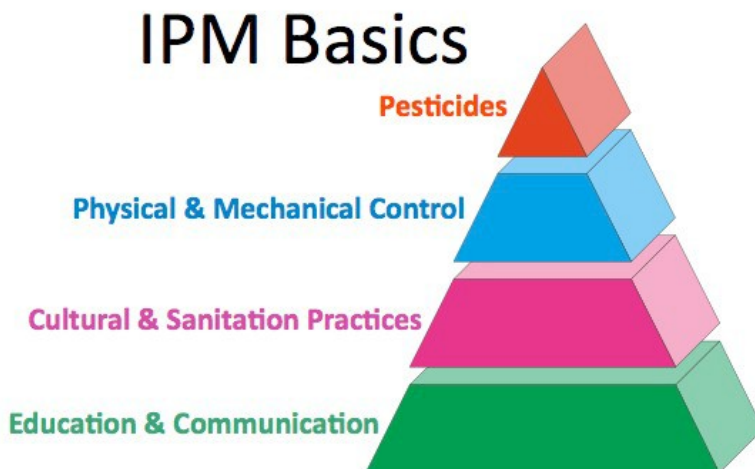 IPM Basics
Pesticides
Physical & Mechanical Control
Cultural & Sanitation Practices
Education & Communication